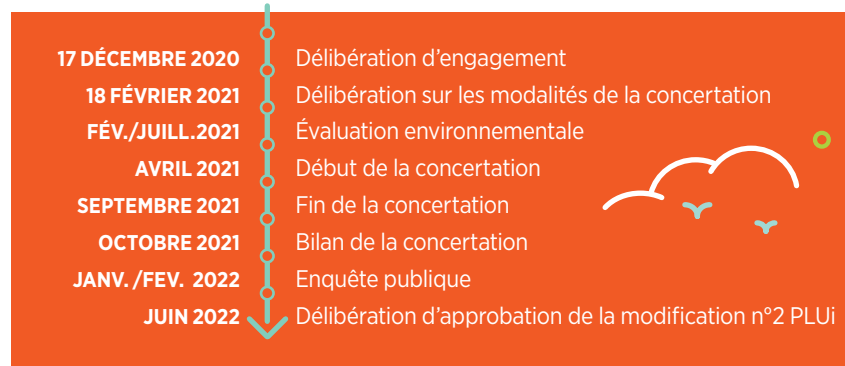 17 DÉCEMBRE 2020 Délibération d'engagement
18 FÉVRIER 2021 Délibération sur les modalités de la concertation
FÉV./JUILL.2021 Évaluation environnementale
AVRIL 2021 Début de la concertation
SEPTEMBRE 2021 Fin de la concertation
OCTOBRE 2021 Bilan de la concertation
JANV. /FEV. 2022 Enquête publique
JUIN 2022 Délibération d'approbation de la modification n°2 PLUi